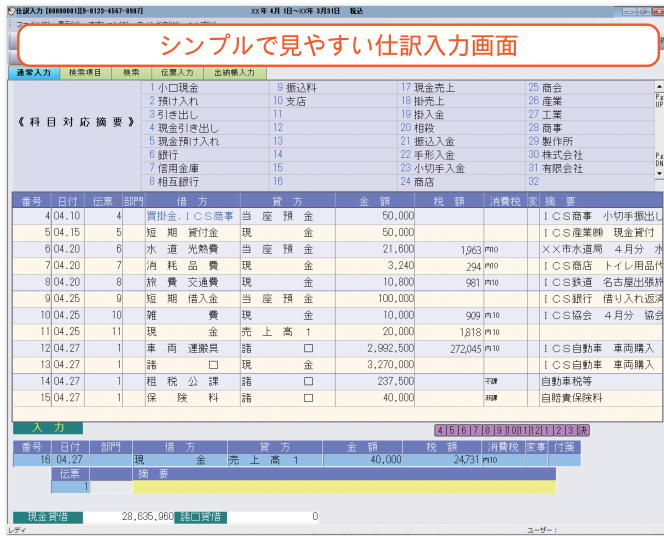 仕訳入力 [00000001][9-0123-4567-8907] XX年 4月 1日~XX年 3月31日 税込
シンプルで見やすい仕訳入力画面
通常入力 検索項目 検索 伝票入力 出納帳入力
《 科 目 対 応 摘 要 》
1 小口現金 9 振込料 17 現金売上 25 商会
2 預け入れ 10 支店 18 掛売上 26 産業
3 引き出し 11 19 掛入金 27 工業
4 現金引き出し 12 20 相殺 28 商事
5 現金預け入れ 13 21 振込入金 29 製作所
6 銀行 14 22 手形入金 30 株式会社
7 信用金庫 15 23 小切手入金 31 有限会社
8 相互銀行 16 24 商店 32
番号 日付 伝票 部門 借 方 貸 方 金 額 税 額 消費税 変 摘 要
4 04.10 4 買掛金.ICS商事 当 座 預 金 50,000 ICS商事 小切手振出し
5 04.15 5 短 期 貸付金 現 金 50,000 ICS産業㈱ 現金貸付
6 04.20 6 水 道 光熱費 当 座 預 金 21,600 1,963 内10 ××市水道局 4月分 水
7 04.20 7 消 耗 品 費 現 金 3,240 294 内10 ICS商店 トイレ用品代
8 04.20 8 旅 費 交通費 現 金 10,800 981 内10 ICS鉄道 名古屋出張旅
9 04.25 9 短 期 借入金 当 座 預 金 100,000 ICS銀行 借り入れ返済
10 04.25 10 雑 費 現 金 10,000 909 内10 ICS協会 4月分 協会
11 04.25 11 現 金 売 上 高 1 20,000 1,818 内10
12 04.27 1 車 両 運搬具 諸 口 2,992,500 272,045 内10 ICS自動車 車両購入
13 04.27 1 諸 口 現 金 3,270,000 ICS自動車 車両購入
14 04.27 1 租 税 公 課 諸 口 237,500 不課 自動車税等
15 04.27 1 保 険 料 諸 口 40,000 非課 自賠責保険料
入 力 4 5 6 7 8 9 10 11 12 1 2 3 決
番号 日付 部門 借 方 貸 方 金 額 税 額 消費税 変事 付箋
16 04.27 現 金 売 上 高 1 40,000 24,731 内10
伝票 摘 要
1
現金貸借 28,635,960 諸口貸借 0
レディ ユーザー: